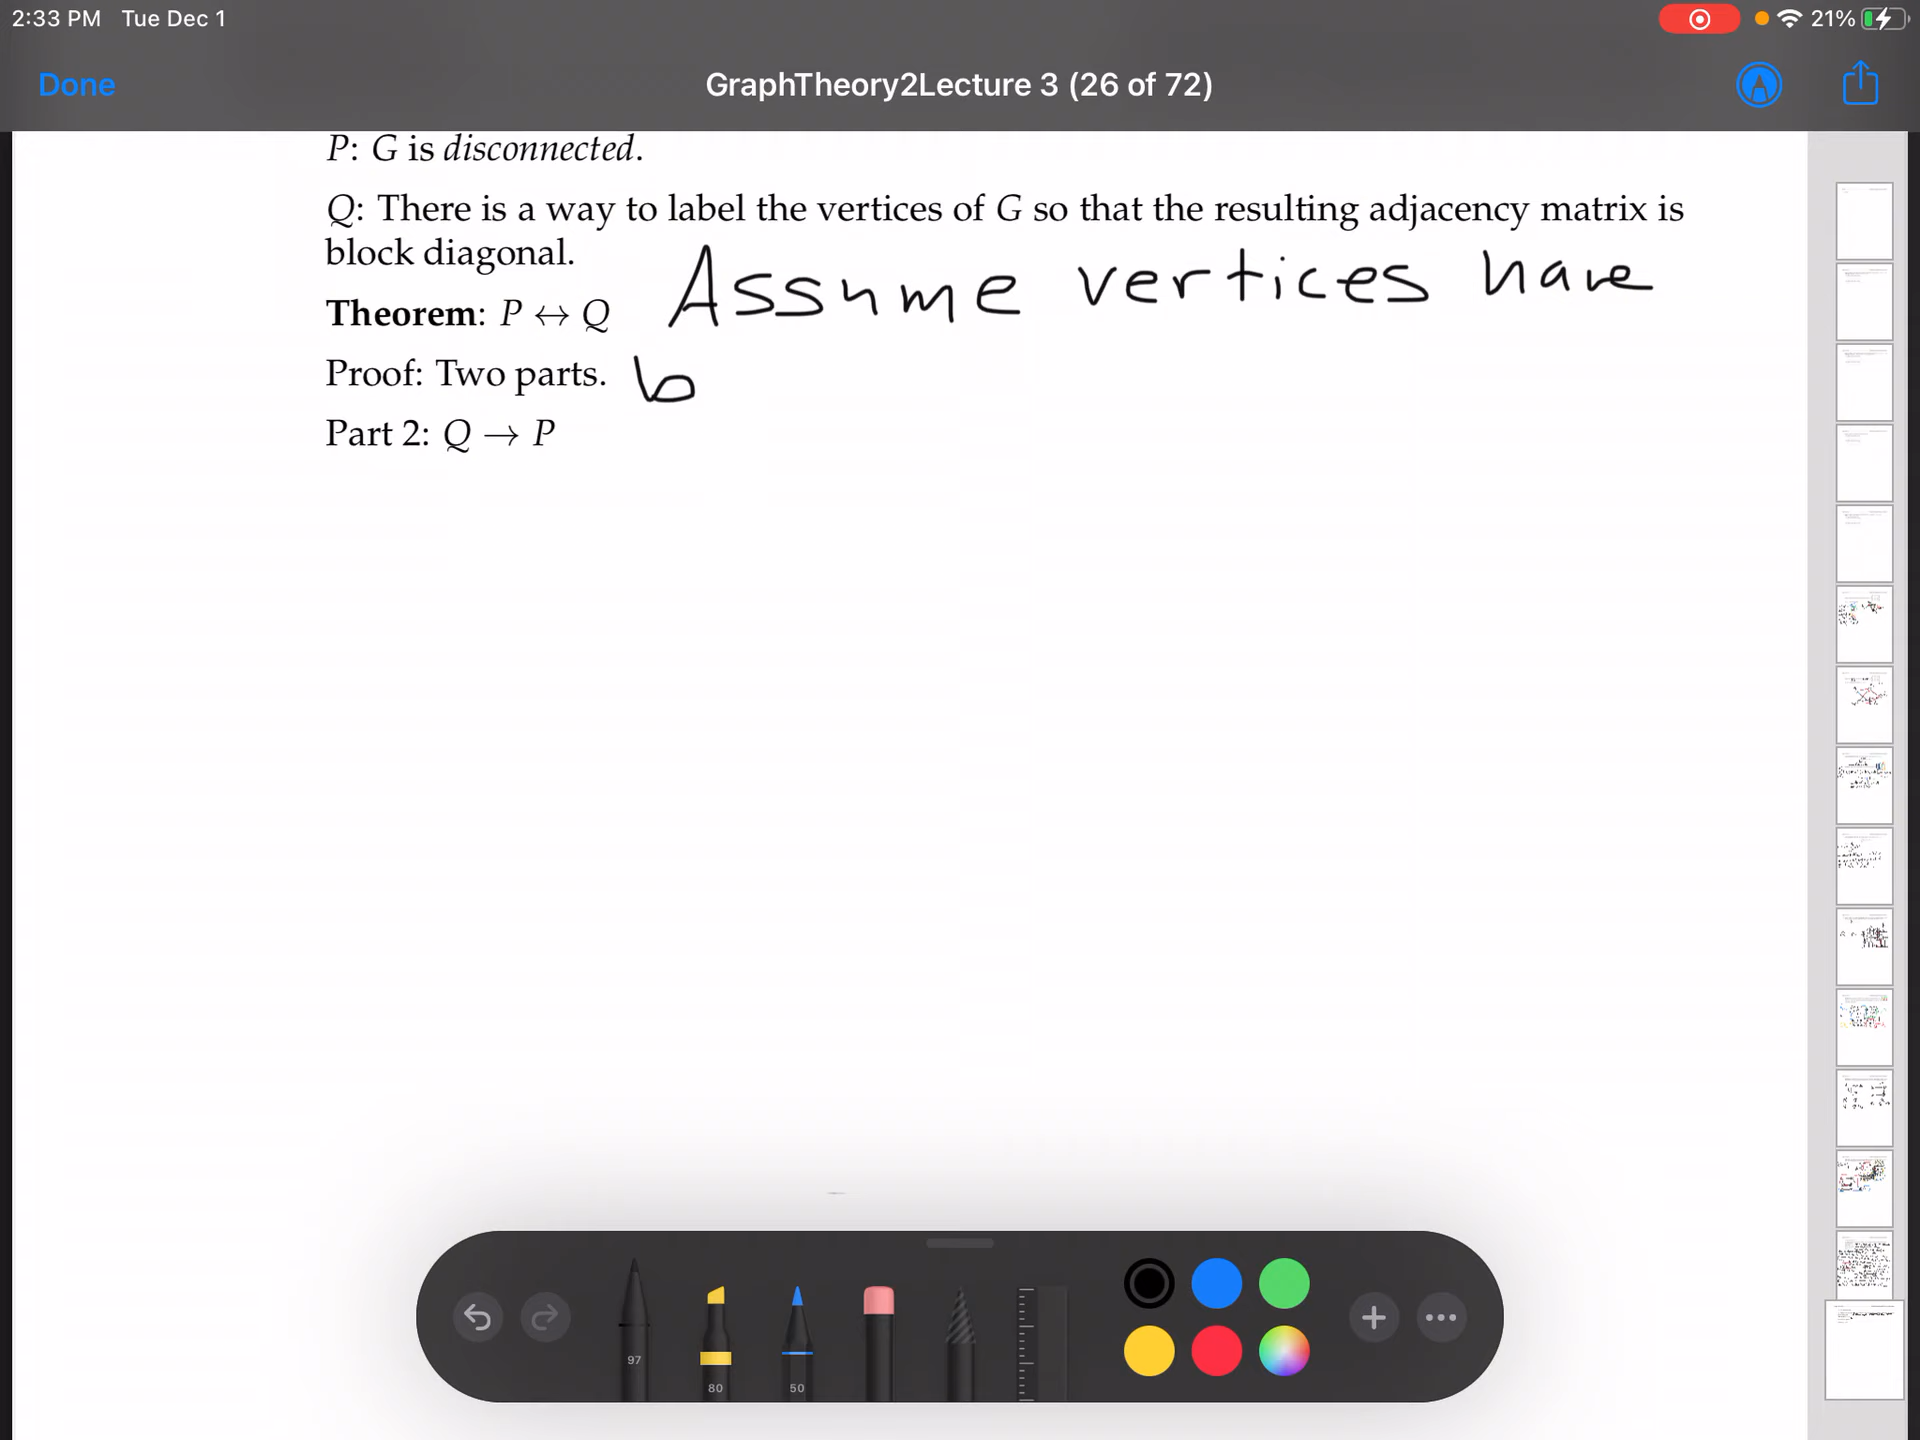 2:33 PM Tue Dec 1
21%
Done
GraphTheory2Lecture 3 (26 of 72)
P: G is disconnected.
Q: There is a way to label the vertices of G so that the resulting adjacency matrix is
block diagonal.
Assume vertices have
Theorem: P ↔ Q
Proof: Two parts.
b
Part 2: Q → P
97
80
50